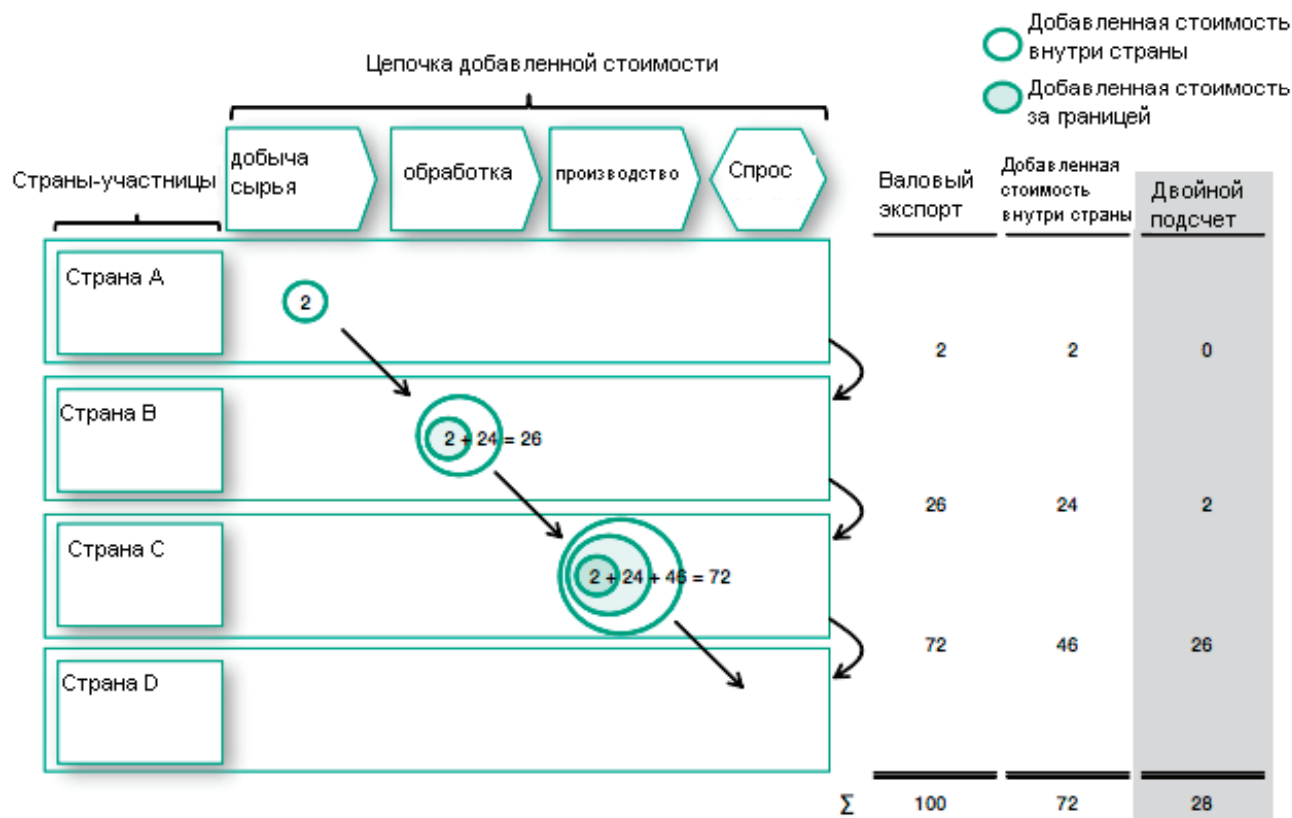 Добавленная стоимость
внутри страны
Добавленная стоимость
за границей
Цепочка добавленной стоимости
Страны-участницы
добыча
сырья
обработка
производство
Спрос
Валовый
экспорт
Добавленная
стоимость
внутри страны
Двойной
подсчет
Страна А
2
2 2 0
Страна В
2 + 24 = 26
26 24 2
Страна С
2 + 24 + 46 = 72
72 46 26
Страна D
Σ 100 72 28